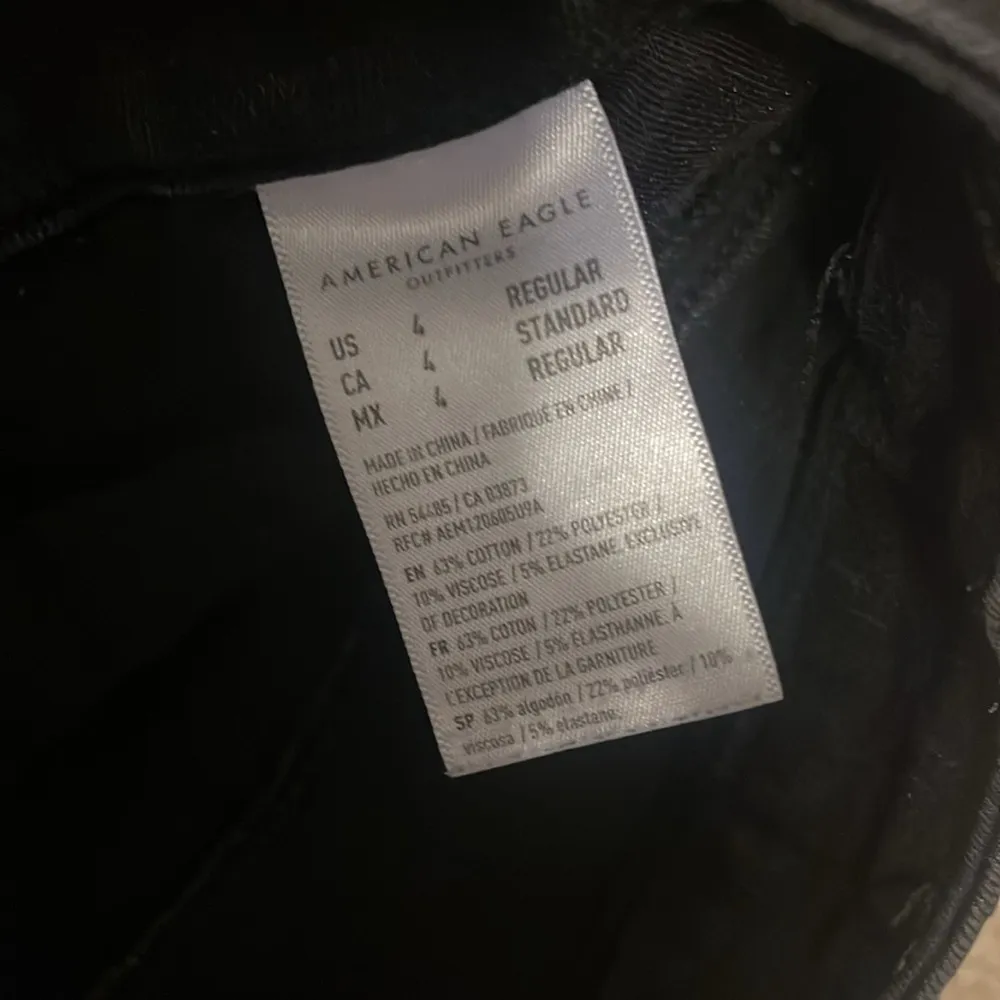 AMERICAN EAGLE
OUTFITTERS
US 4 REGULAR
CA 4 STANDARD
MX 4 REGULAR
MADE IN CHINA / FABRIQUÉ EN CHINE /
HECHO EN CHINA
RN 54485 / CA 03873
RFC# AEM120605U9A
EN 63% COTTON / 22% POLYESTER /
10% VISCOSE / 5% ELASTANE. EXCLUSIVE
OF DECORATION
FR 63% COTON / 22% POLYESTER /
10% VISCOSE / 5% ÉLASTHANNE. À
L'EXCEPTION DE LA GARNITURE
SP 63% algodón / 22% poliéster / 10%
viscosa / 5% elastano.